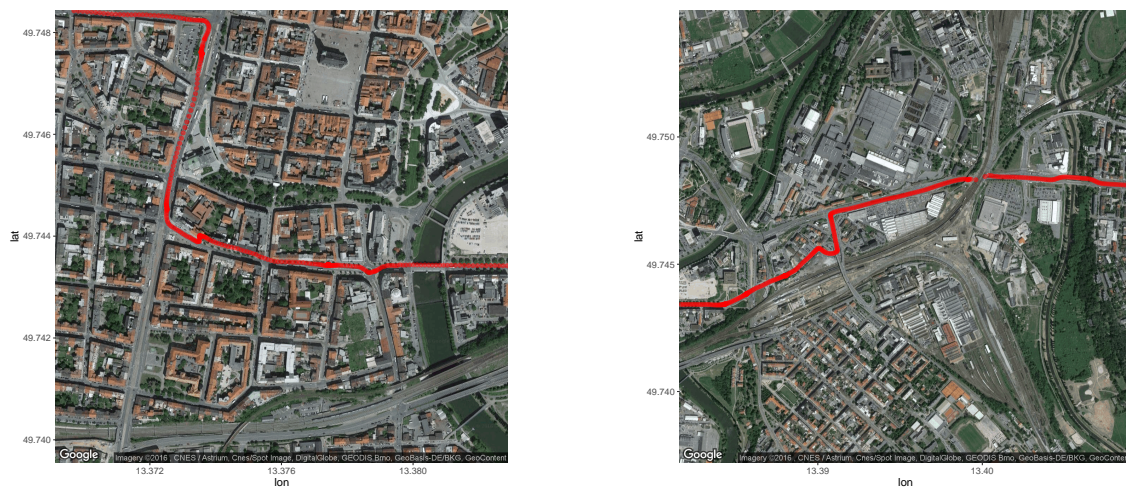 49.748
49.746
49.744
49.742
49.740
lat
Google
Imagery ©2016 , CNES / Astrium, Cnes/Spot Image, DigitalGlobe, GEODIS Brno, GeoBasis-DE/BKG, GeoContent
13.372
13.376
13.380
lon
49.750
49.745
49.740
lat
Google
Imagery ©2016 , CNES / Astrium, Cnes/Spot Image, DigitalGlobe, GEODIS Brno, GeoBasis-DE/BKG, GeoConten
13.39
13.40
lon